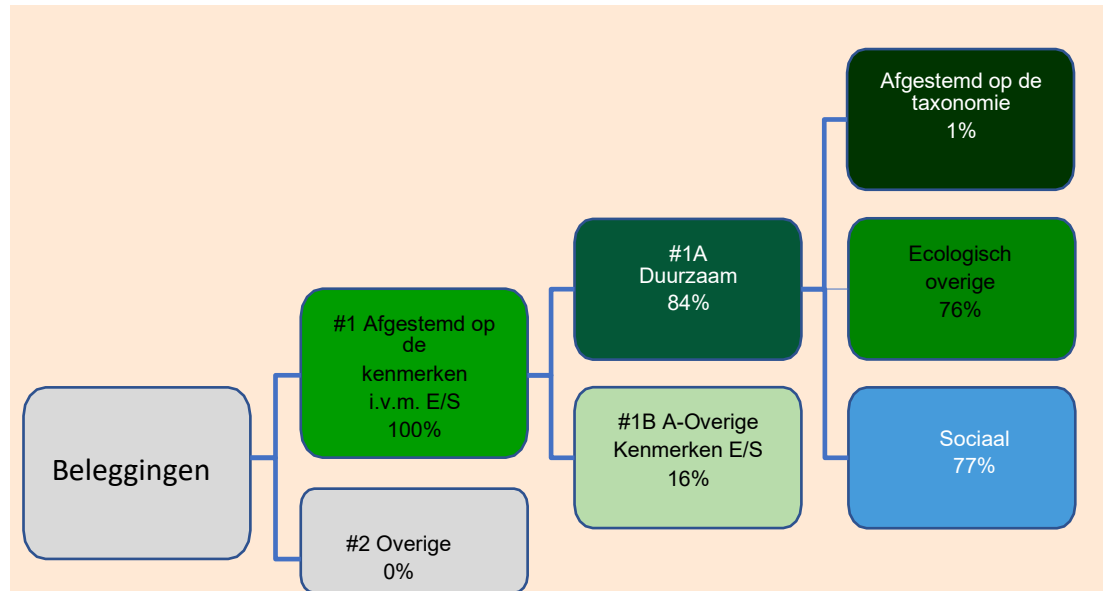 Beleggingen
#1 Afgestemd op
de
kenmerken
i.v.m. E/S
100%
#2 Overige
0%
#1A
Duurzaam
84%
#1B A-Overige
Kenmerken E/S
16%
Afgestemd op de
taxonomie
1%
Ecologisch
overige
76%
Sociaal
77%